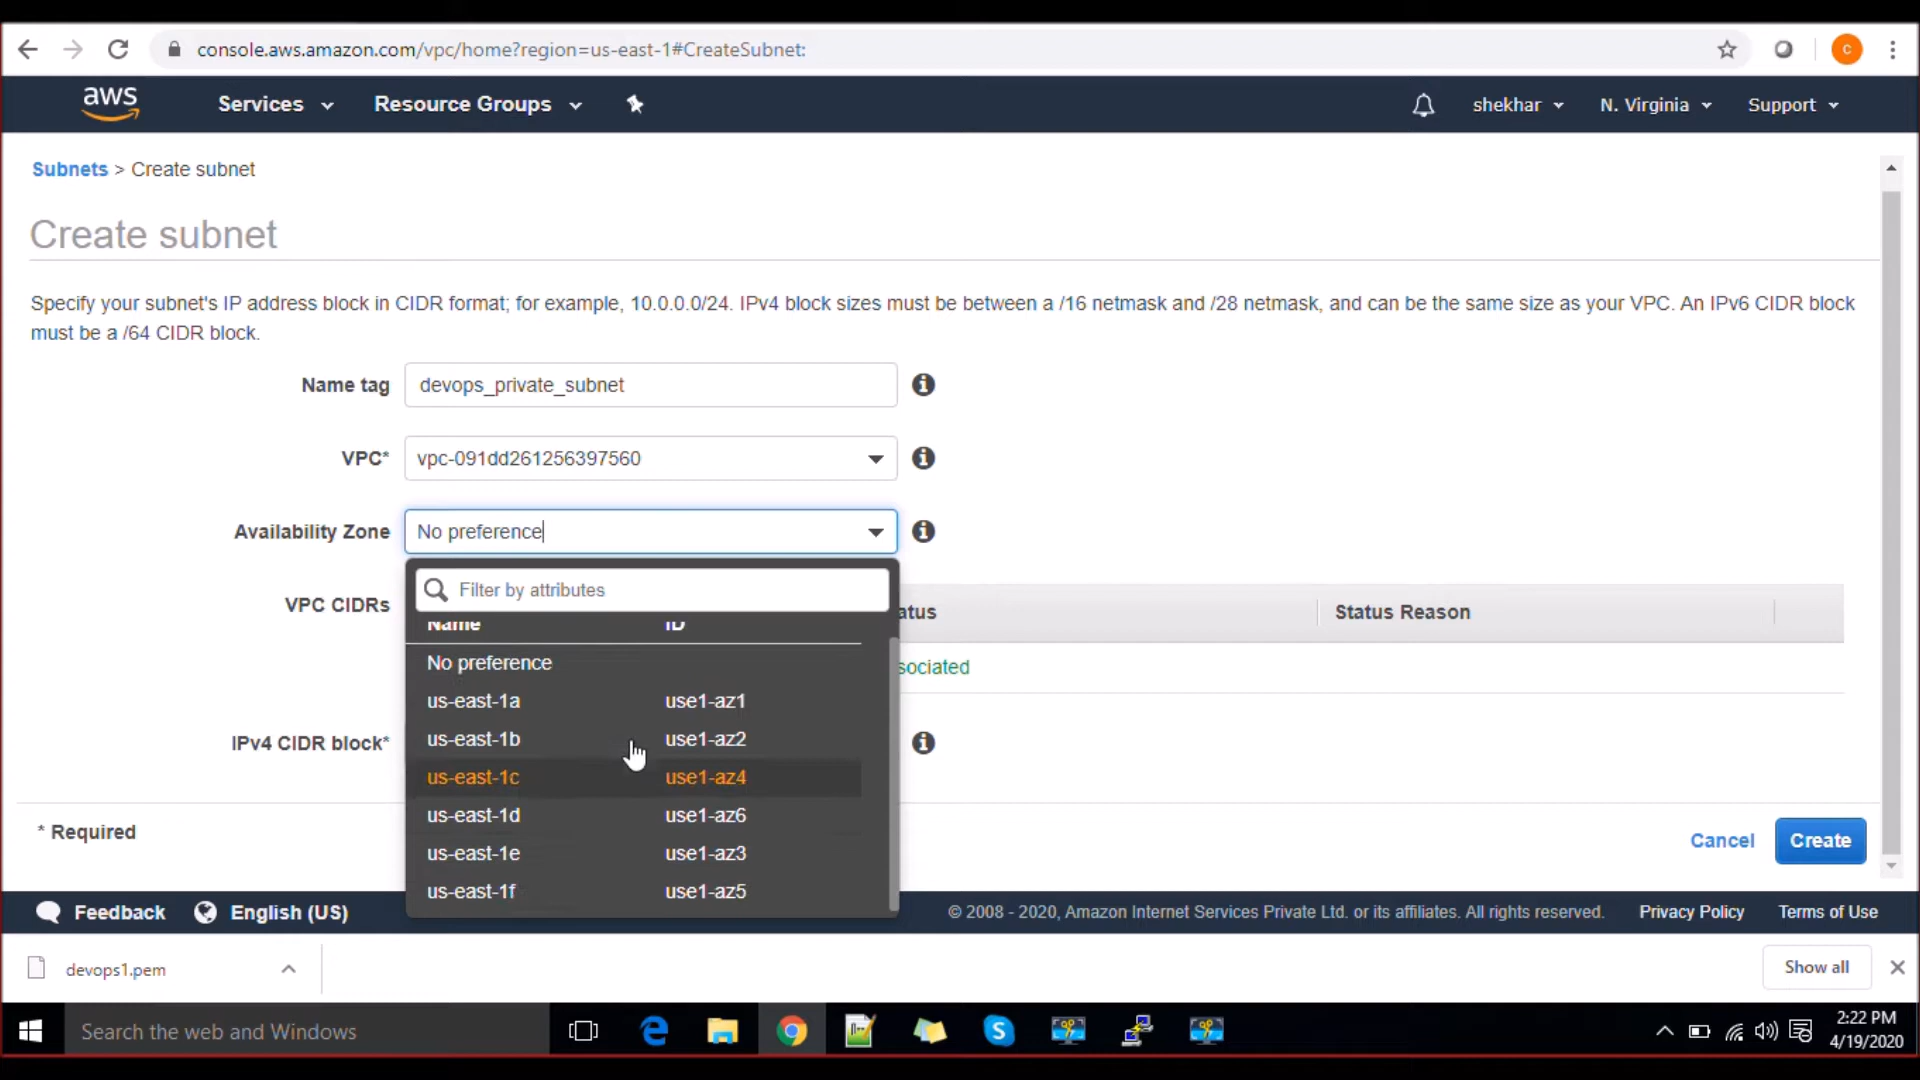 console.aws.amazon.com/vpc/home?region=us-east-1#CreateSubnet:
C
aws Services Resource Groups shekhar N. Virginia Support
Subnets > Create subnet
Create subnet
Specify your subnet's IP address block in CIDR format; for example, 10.0.0.0/24. IPv4 block sizes must be between a /16 netmask and /28 netmask, and can be the same size as your VPC. An IPv6 CIDR block
must be a /64 CIDR block.
Name tag devops_private_subnet
VPC* vpc-091dd261256397560
Availability Zone No preference
Filter by attributes
VPC CIDRs atus Status Reason
Name ID
No preference sociated
us-east-1a use1-az1
us-east-1b use1-az2
IPv4 CIDR block*
us-east-1c use1-az4
us-east-1d use1-az6
* Required Cancel Create
us-east-1e use1-az3
us-east-1f use1-az5
Feedback English (US) © 2008 - 2020, Amazon Internet Services Private Ltd. or its affiliates. All rights reserved. Privacy Policy Terms of Use
devops1.pem Show all
Search the web and Windows
2:22 PM
4/19/2020